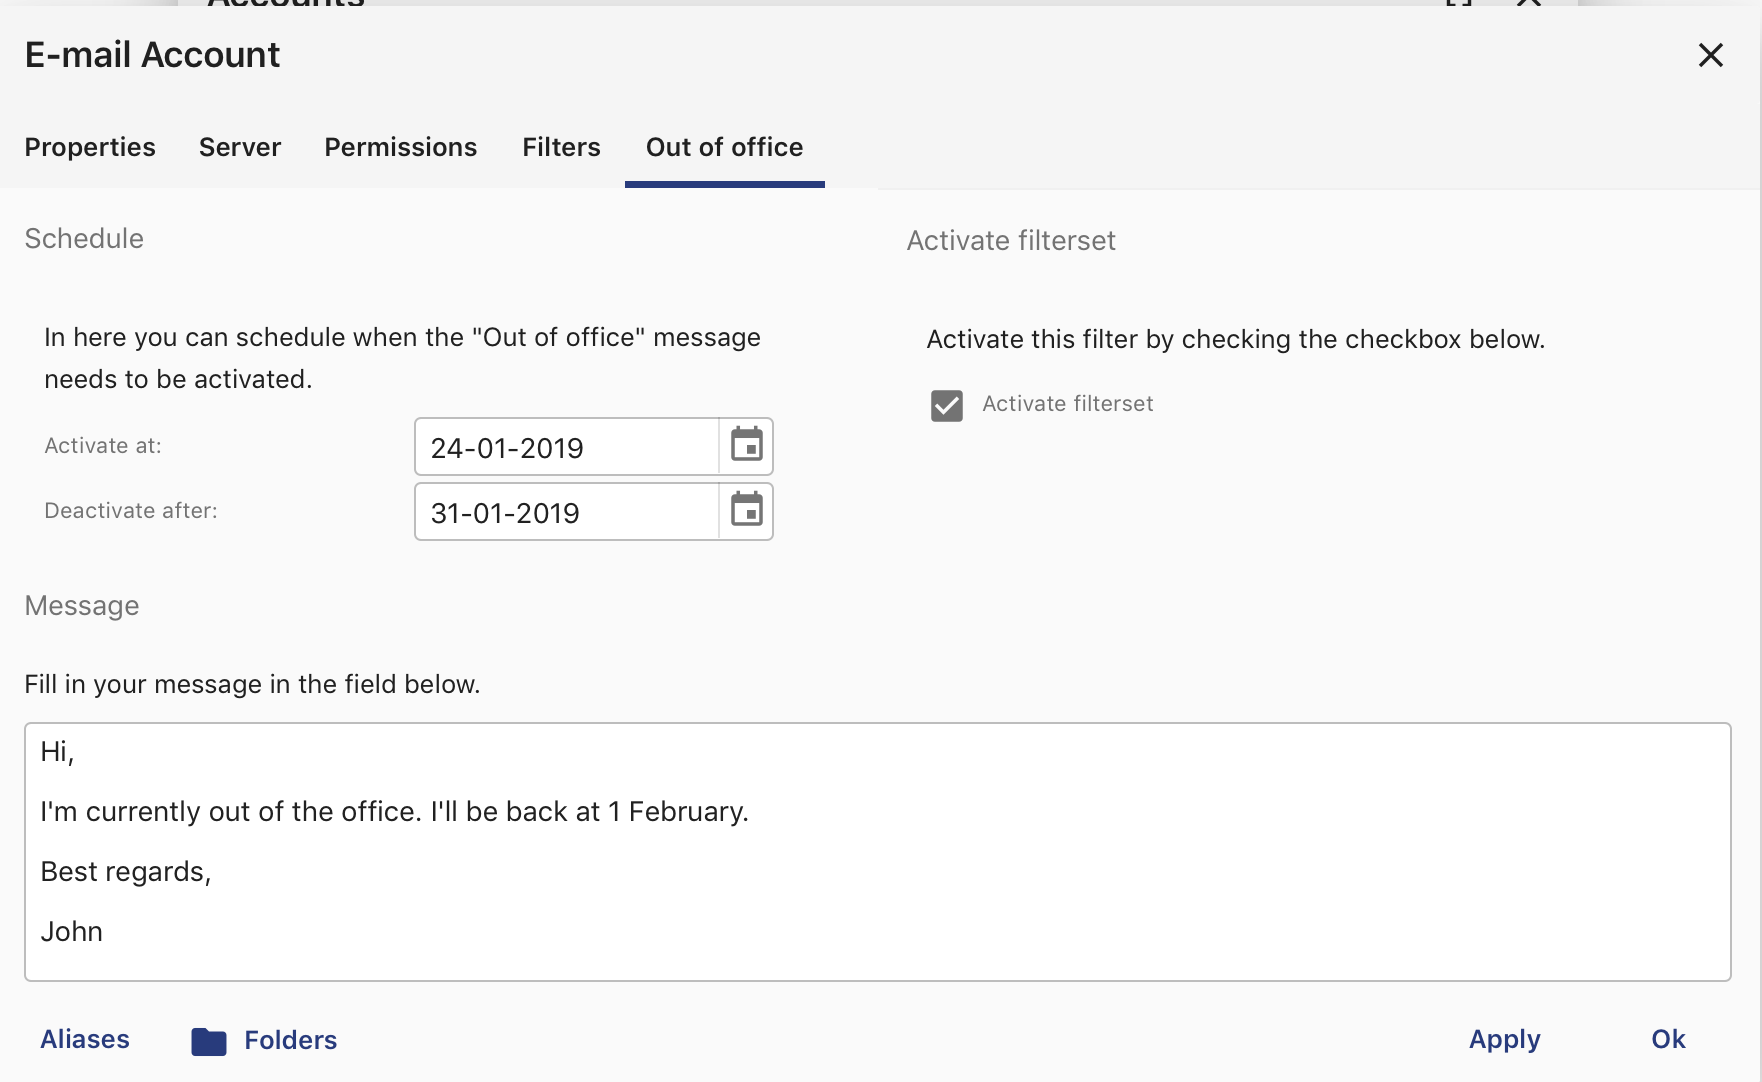 Accounts
E-mail Account
Properties Server Permissions Filters Out of office
Schedule
In here you can schedule when the "Out of office" message
needs to be activated.
Activate at: 24-01-2019
Deactivate after: 31-01-2019
Activate filterset
Activate this filter by checking the checkbox below.
Activate filterset
Message
Fill in your message in the field below.
Hi,
I'm currently out of the office. I'll be back at 1 February.
Best regards,
John
Aliases Folders Apply Ok